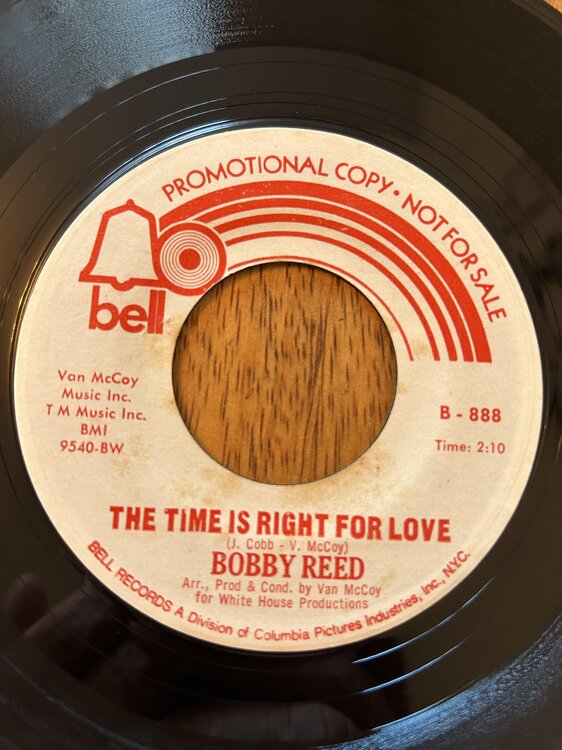 PROMOTIONAL COPY • NOT FOR SALE
bell
Van McCoy
Music Inc.
T M Music Inc.
BMI
9540-BW
B - 888
Time: 2:10
THE TIME IS RIGHT FOR LOVE
(J. Cobb - V. McCoy)
BOBBY REED
Arr., Prod & Cond. by Van McCoy
for White House Productions
BELL RECORDS A Division of Columbia Pictures Industries, Inc., N.Y.C.